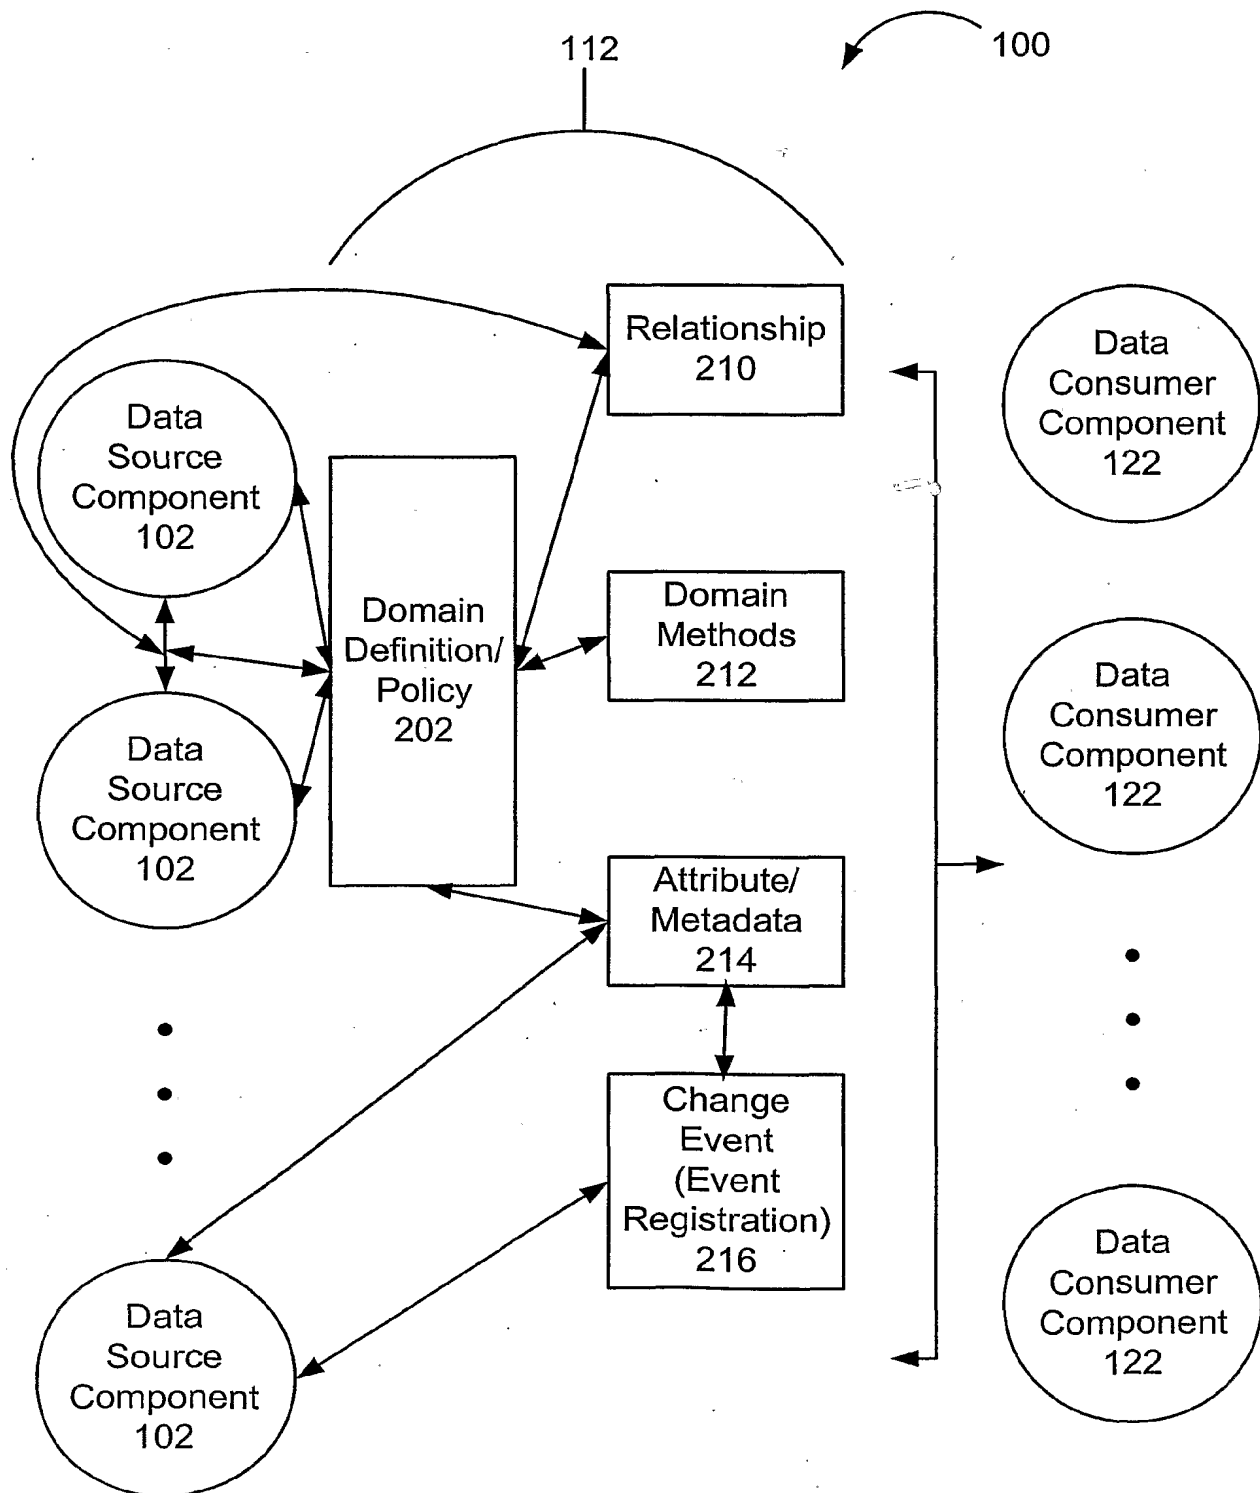 112
100
Relationship
210
Data
Source
Component
102
Data
Consumer
Component
122
Domain
Definition/
Policy
202
Domain
Methods
212
Data
Source
Component
102
Data
Consumer
Component
122
Attribute/
Metadata
214
Change
Event
(Event
Registration)
216
Data
Source
Component
102
Data
Consumer
Component
122